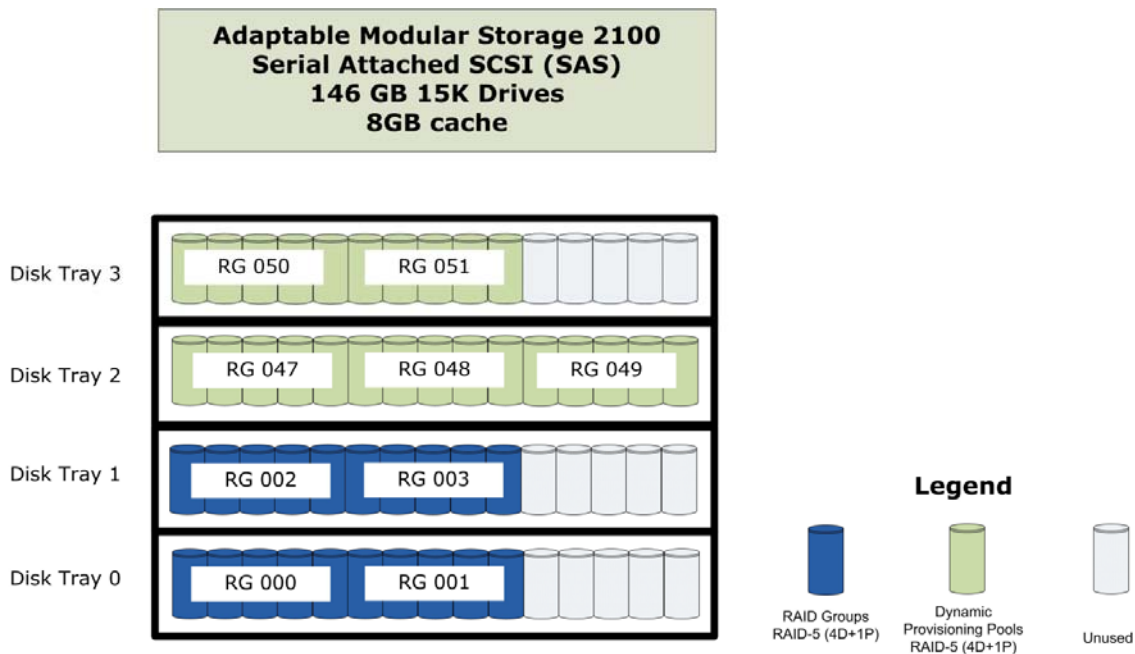 Adaptable Modular Storage 2100
Serial Attached SCSI (SAS)
146 GB 15K Drives
8GB cache
Disk Tray 3
RG 050
RG 051
Disk Tray 2
RG 047
RG 048
RG 049
Disk Tray 1
RG 002
RG 003
Disk Tray 0
RG 000
RG 001
Legend
RAID Groups
RAID-5 (4D+1P)
Dynamic
Provisioning Pools
RAID-5 (4D+1P)
Unused